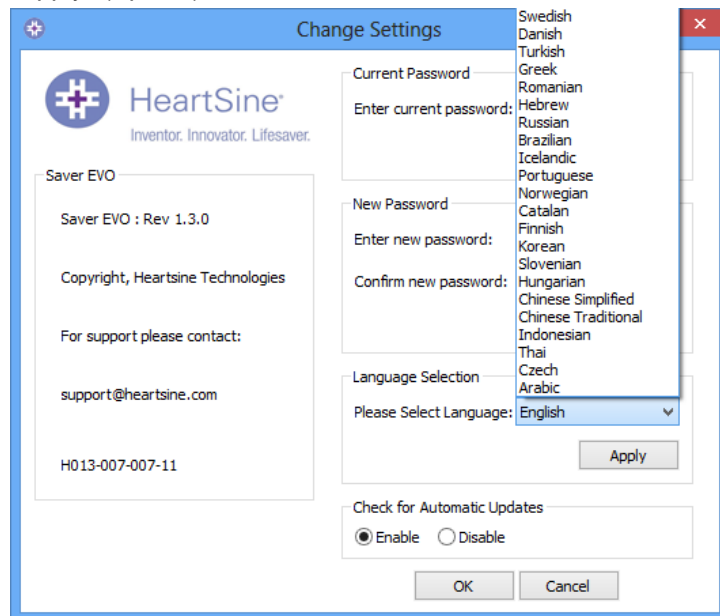 Change Settings
HeartSine
Inventor. Innovator. Lifesaver.
Saver EVO
Saver EVO : Rev 1.3.0
Copyright, Heartsine Technologies
For support please contact:
support@heartsine.com
H013-007-007-11
Current Password
Enter current password:
New Password
Enter new password:
Confirm new password:
Swedish
Danish
Turkish
Greek
Romanian
Hebrew
Russian
Brazilian
Icelandic
Portuguese
Norwegian
Catalan
Finnish
Korean
Slovenian
Hungarian
Chinese Simplified
Chinese Traditional
Indonesian
Thai
Czech
Arabic
Language Selection
Please Select Language: English
Apply
Check for Automatic Updates
Enable Disable
OK Cancel